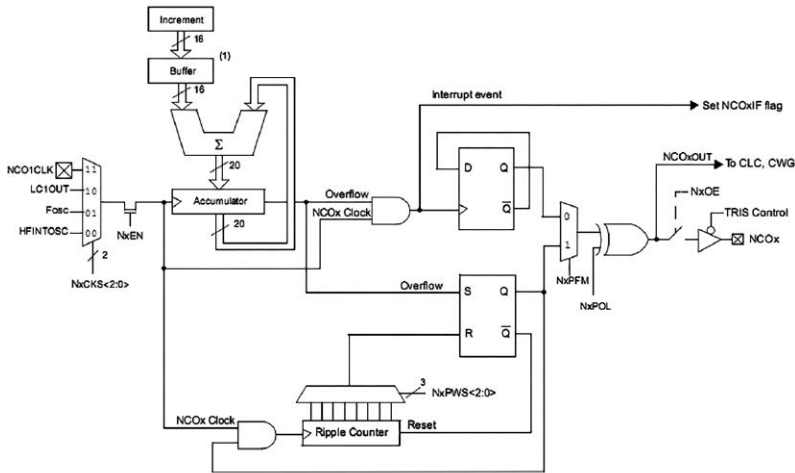 Increment
16
(1)
Buffer
16
Σ
20
Interrupt event
Set NCOxIF flag
NCO1CLK 11
LC1OUT 10
Fosc 01
HFINTOSC 00
2
NxCKS<2:0>
NxEN
Accumulator
20
Overflow
NCOx Clock
D Q
Q
0
1
NxPFM
NxPOL
NCOxOUT
To CLC, CWG
NxOE
TRIS Control
NCOx
Overflow
S Q
R Q
3
NxPWS<2:0>
NCOx Clock
Ripple Counter
Reset